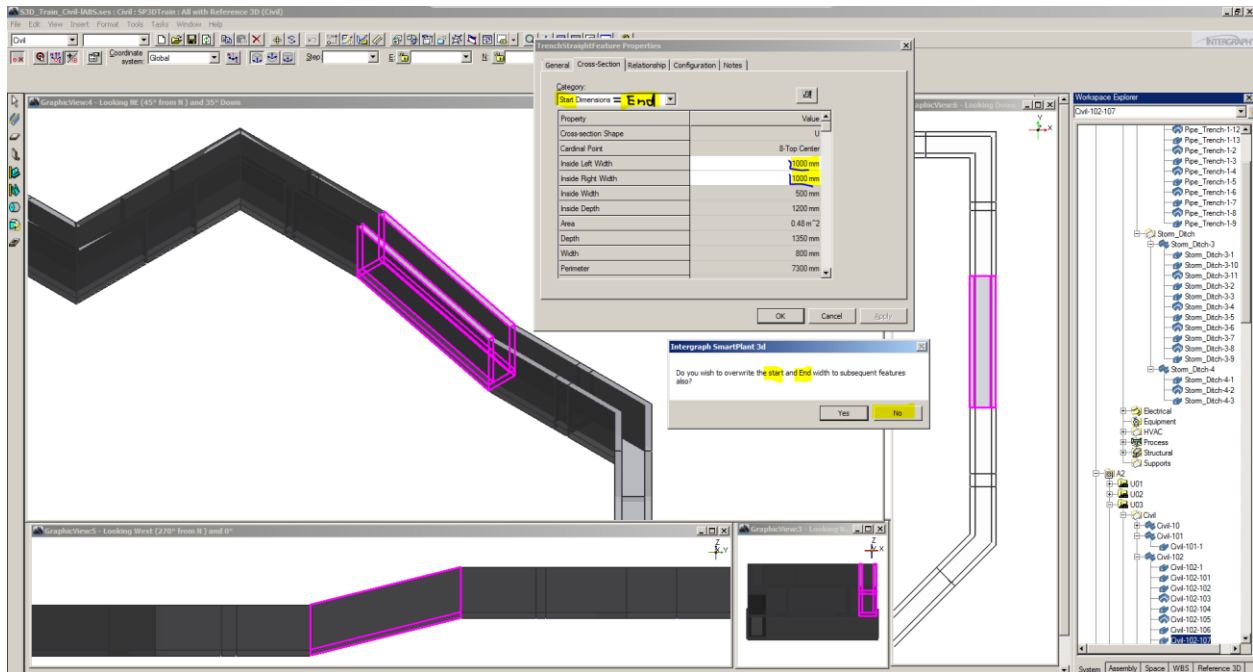 S3D_Train_Civil-lABS.ses : Civil : SP3DTrain : All with Reference 3D (Civil)
File Edit View Insert Format Tools Tasks Window Help
Civil
Coordinate system: Global Step: E: N:
INTERGRAPH
GraphicView4 - Looking NE (45° from N ) and 35° Down
TrenchStraightFeature Properties
General Cross-Section Relationship Configuration Notes
Category:
Start Dimensions = End
Property Value
Cross-section Shape U
Cardinal Point 8-Top Center
Inside Left Width 1000 mm
Inside Right Width 1000 mm
Inside Width 500 mm
Inside Depth 1200 mm
Area 0.48 m^2
Depth 1350 mm
Width 800 mm
Perimeter 7300 mm
OK Cancel Apply
Intergraph SmartPlant 3d
Do you wish to overwrite the start and End width to subsequent features
also?
Yes No
Y
X
GraphicView5 - Looking West (270° from N ) and 0°
Z
Y
GraphicView3 - Looking
Z
X
Workspace Explorer
Civil-102-107
Pipe_Trench-1-12
Pipe_Trench-1-13
Pipe_Trench-1-2
Pipe_Trench-1-3
Pipe_Trench-1-4
Pipe_Trench-1-5
Pipe_Trench-1-6
Pipe_Trench-1-7
Pipe_Trench-1-8
Pipe_Trench-1-9
Storm_Ditch
Storm_Ditch-3
Storm_Ditch-3-1
Storm_Ditch-3-10
Storm_Ditch-3-11
Storm_Ditch-3-2
Storm_Ditch-3-3
Storm_Ditch-3-4
Storm_Ditch-3-5
Storm_Ditch-3-6
Storm_Ditch-3-7
Storm_Ditch-3-8
Storm_Ditch-3-9
Storm_Ditch-4
Storm_Ditch-4-1
Storm_Ditch-4-2
Storm_Ditch-4-3
Electrical
Equipment
HVAC
Process
Structural
Supports
A2
U01
U02
U03
Civil
Civil-10
Civil-101
Civil-101-1
Civil-102
Civil-102-1
Civil-102-101
Civil-102-102
Civil-102-103
Civil-102-104
Civil-102-105
Civil-102-106
Civil-102-107
System Assembly Space WBS Reference 3D